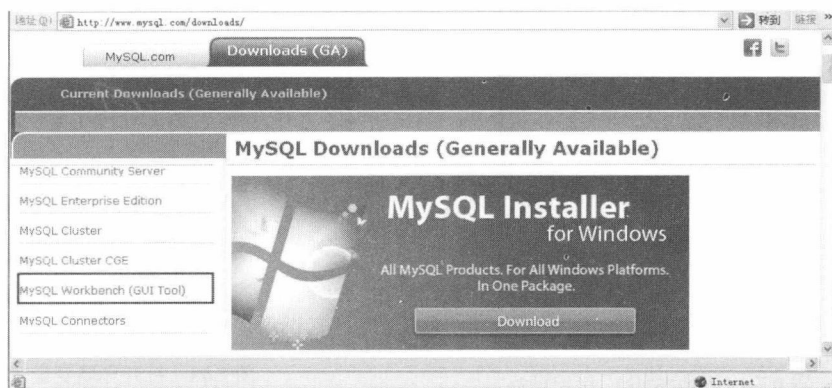 地址(D) http://www.mysql.com/downloads/ 转到 链接 »
MySQL.com Downloads (GA)
Current Downloads (Generally Available)
MySQL Downloads (Generally Available)
MySQL Community Server
MySQL Enterprise Edition
MySQL Cluster
MySQL Cluster CGE
MySQL Workbench (GUI Tool)
MySQL Connectors
MySQL Installer
for Windows
All MySQL Products. For All Windows Platforms.
In One Package.
Download
Internet